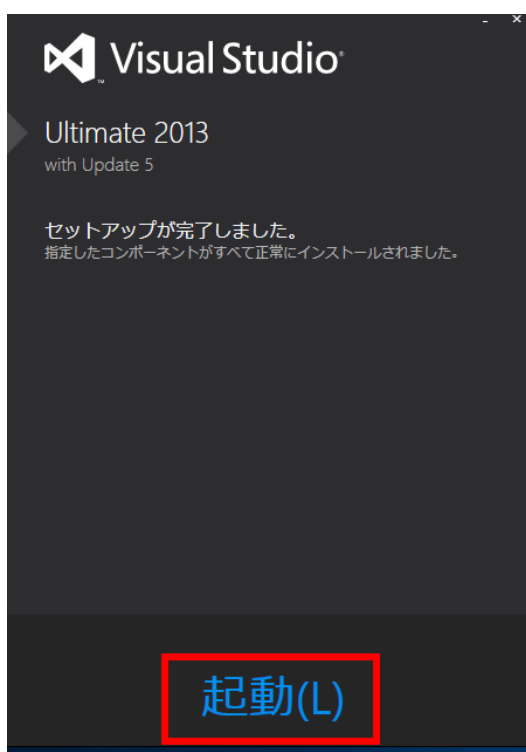 Visual Studio
Ultimate 2013
with Update 5
セットアップが完了しました。
指定したコンポーネントがすべて正常にインストールされました。
起動(L)